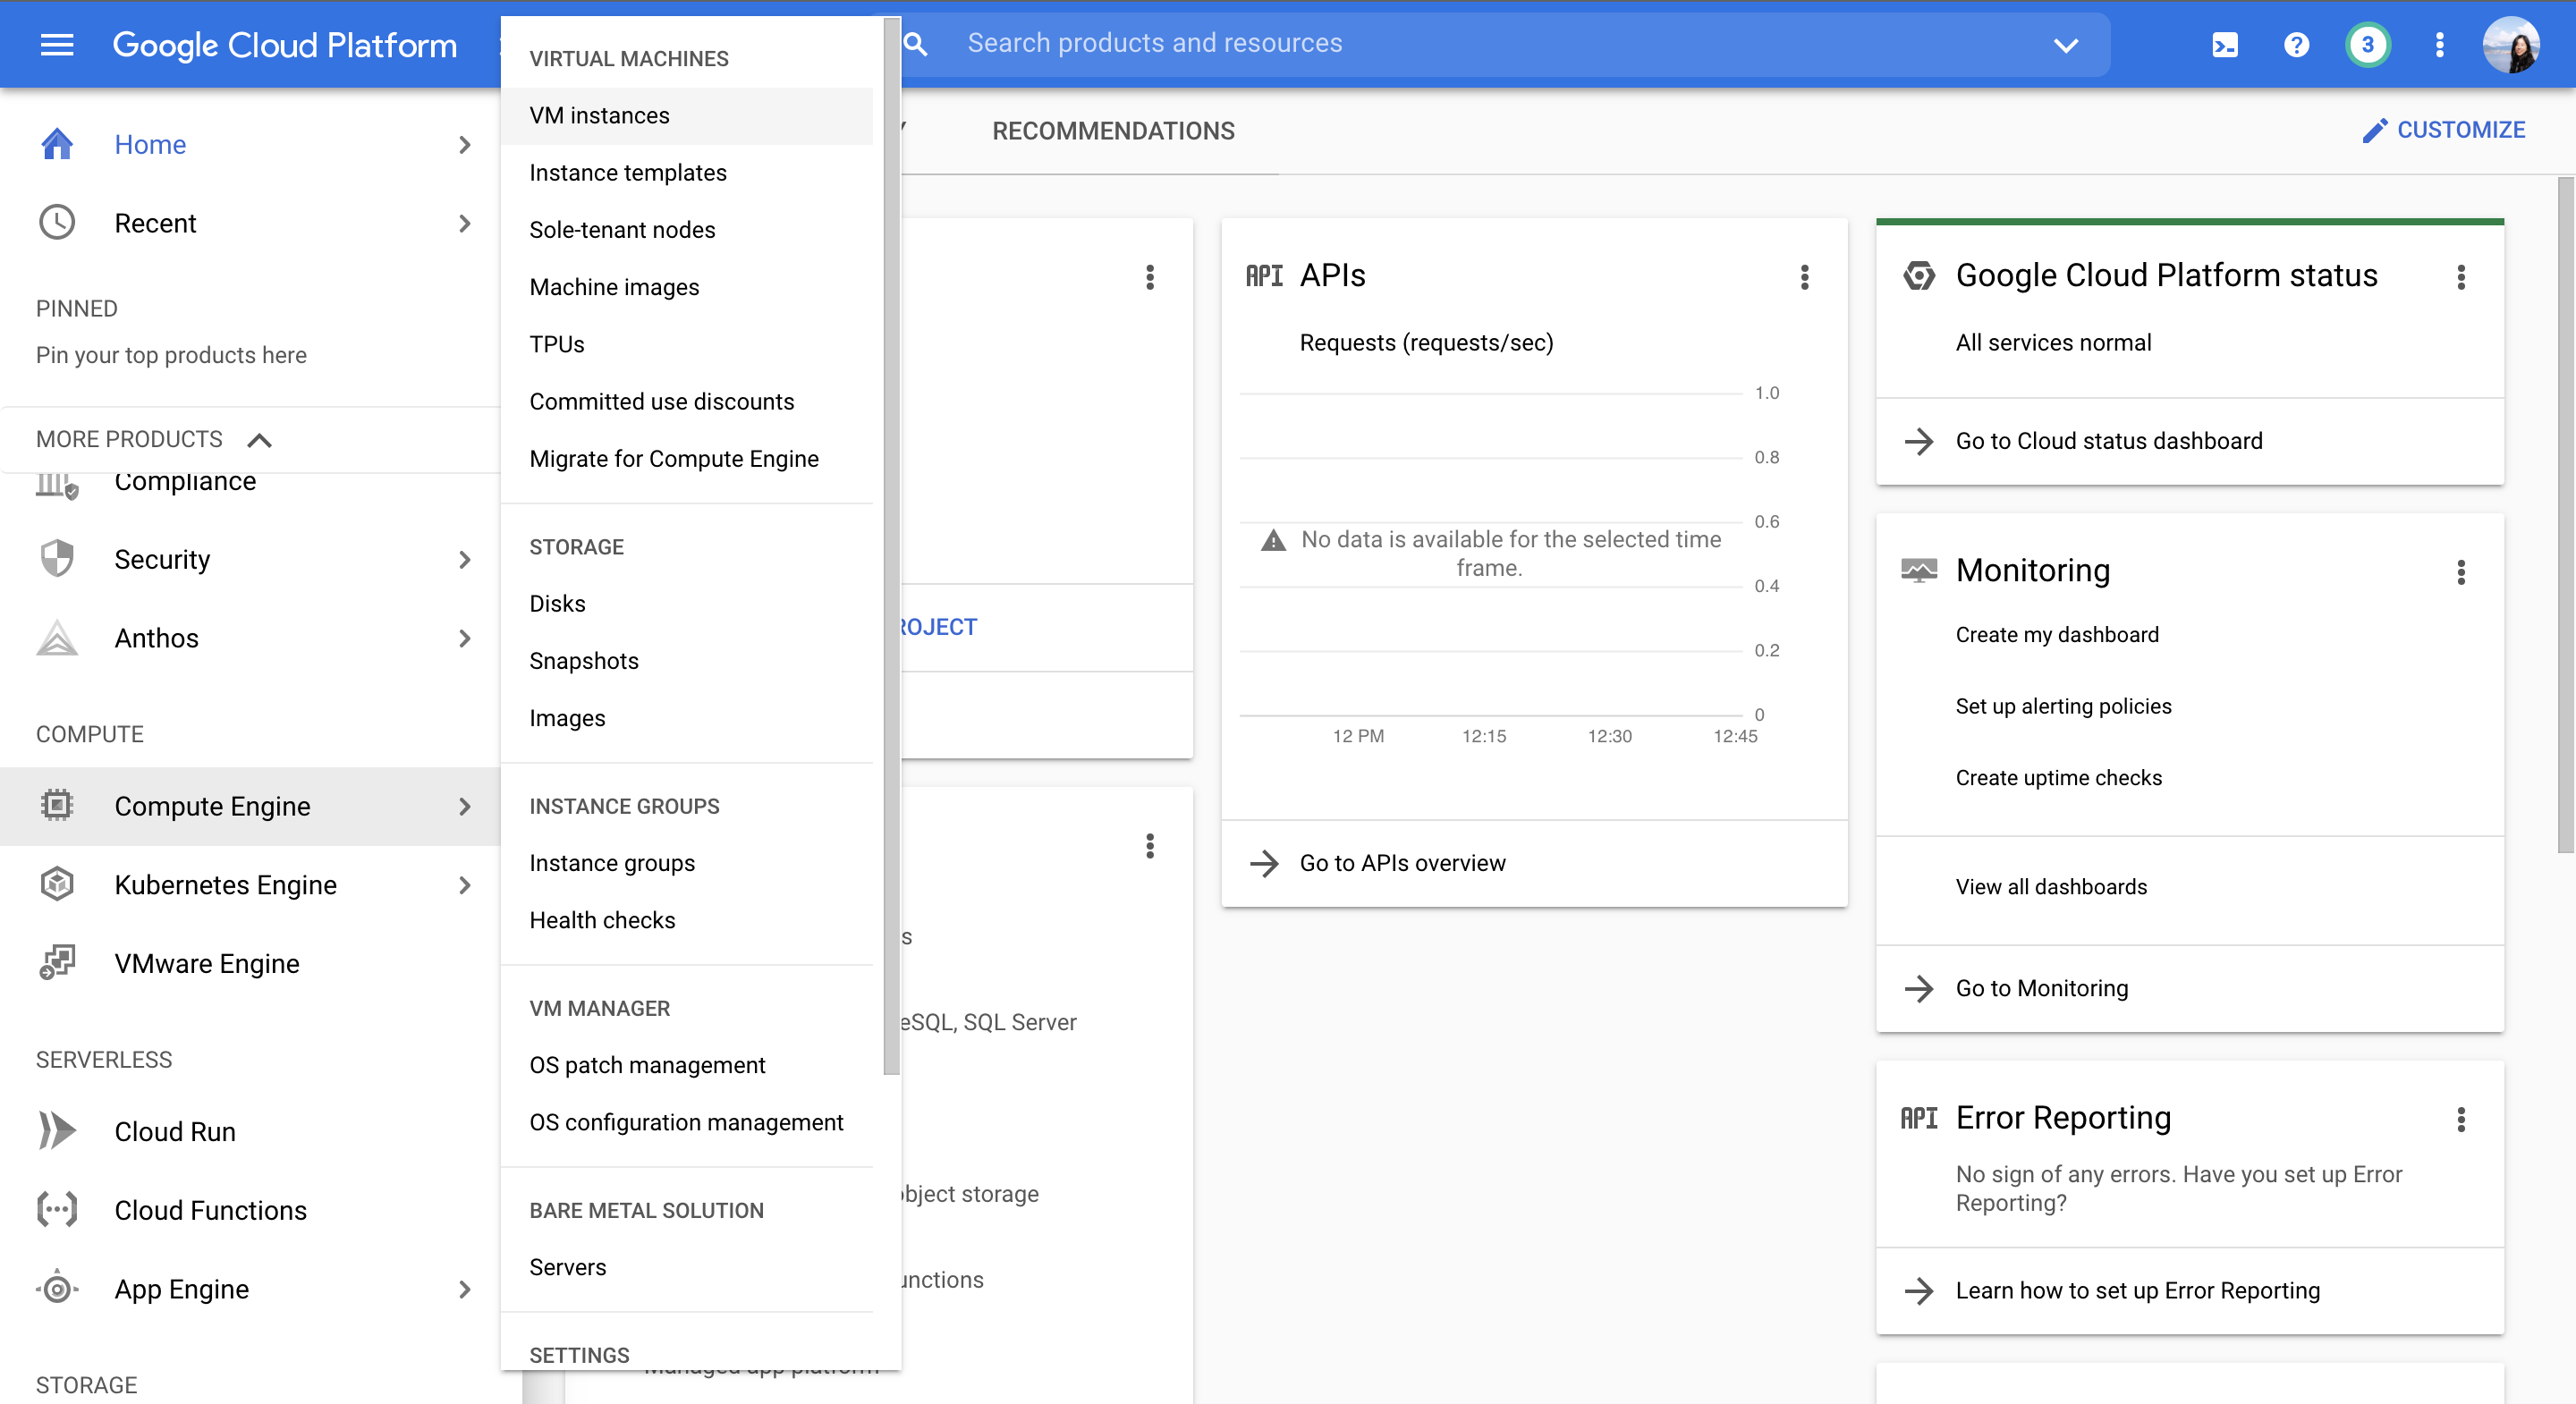 Google Cloud Platform
Search products and resources
3
Home
Recent
PINNED
Pin your top products here
MORE PRODUCTS
Compliance
Security
Anthos
COMPUTE
Compute Engine
Kubernetes Engine
VMware Engine
SERVERLESS
Cloud Run
Cloud Functions
App Engine
STORAGE
VIRTUAL MACHINES
VM instances
Instance templates
Sole-tenant nodes
Machine images
TPUs
Committed use discounts
Migrate for Compute Engine
STORAGE
Disks
Snapshots
Images
INSTANCE GROUPS
Instance groups
Health checks
VM MANAGER
OS patch management
OS configuration management
BARE METAL SOLUTION
Servers
SETTINGS
RECOMMENDATIONS
CUSTOMIZE
ROJECT
s
eSQL, SQL Server
object storage
unctions
Managed app platform
API APIs
Requests (requests/sec)
1.0
0.8
0.6
No data is available for the selected time
frame.
0.4
0.2
0
12 PM 12:15 12:30 12:45
Go to APIs overview
Google Cloud Platform status
All services normal
Go to Cloud status dashboard
Monitoring
Create my dashboard
Set up alerting policies
Create uptime checks
View all dashboards
Go to Monitoring
API Error Reporting
No sign of any errors. Have you set up Error
Reporting?
Learn how to set up Error Reporting